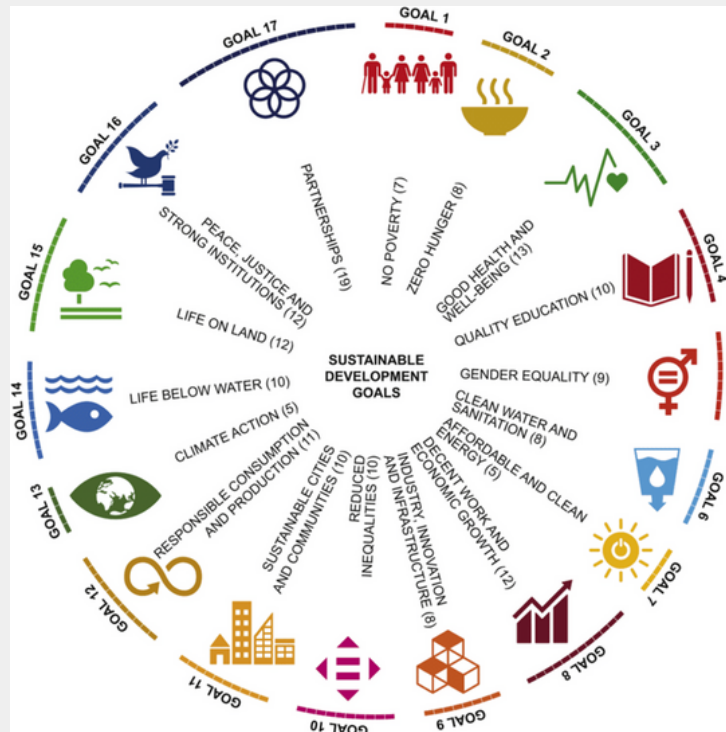 SUSTAINABLE
DEVELOPMENT
GOALS
GOAL 1
NO POVERTY (7)
GOAL 2
ZERO HUNGER (8)
GOAL 3
GOOD HEALTH AND
WELL-BEING (13)
GOAL 4
QUALITY EDUCATION (10)
GENDER EQUALITY (9)
GOAL 6
CLEAN WATER AND
SANITATION (8)
GOAL 7
AFFORDABLE AND CLEAN
ENERGY (5)
GOAL 8
DECENT WORK AND
ECONOMIC GROWTH (12)
GOAL 9
INDUSTRY, INNOVATION
AND INFRASTRUCTURE (8)
GOAL 10
REDUCED
INEQUALITIES (10)
GOAL 11
SUSTAINABLE CITIES
AND COMMUNITIES (10)
GOAL 12
RESPONSIBLE CONSUMPTION
AND PRODUCTION (11)
GOAL 13
CLIMATE ACTION (5)
GOAL 14
LIFE BELOW WATER (10)
GOAL 15
LIFE ON LAND (12)
GOAL 16
PEACE, JUSTICE AND
STRONG INSTITUTIONS (12)
GOAL 17
PARTNERSHIPS (19)